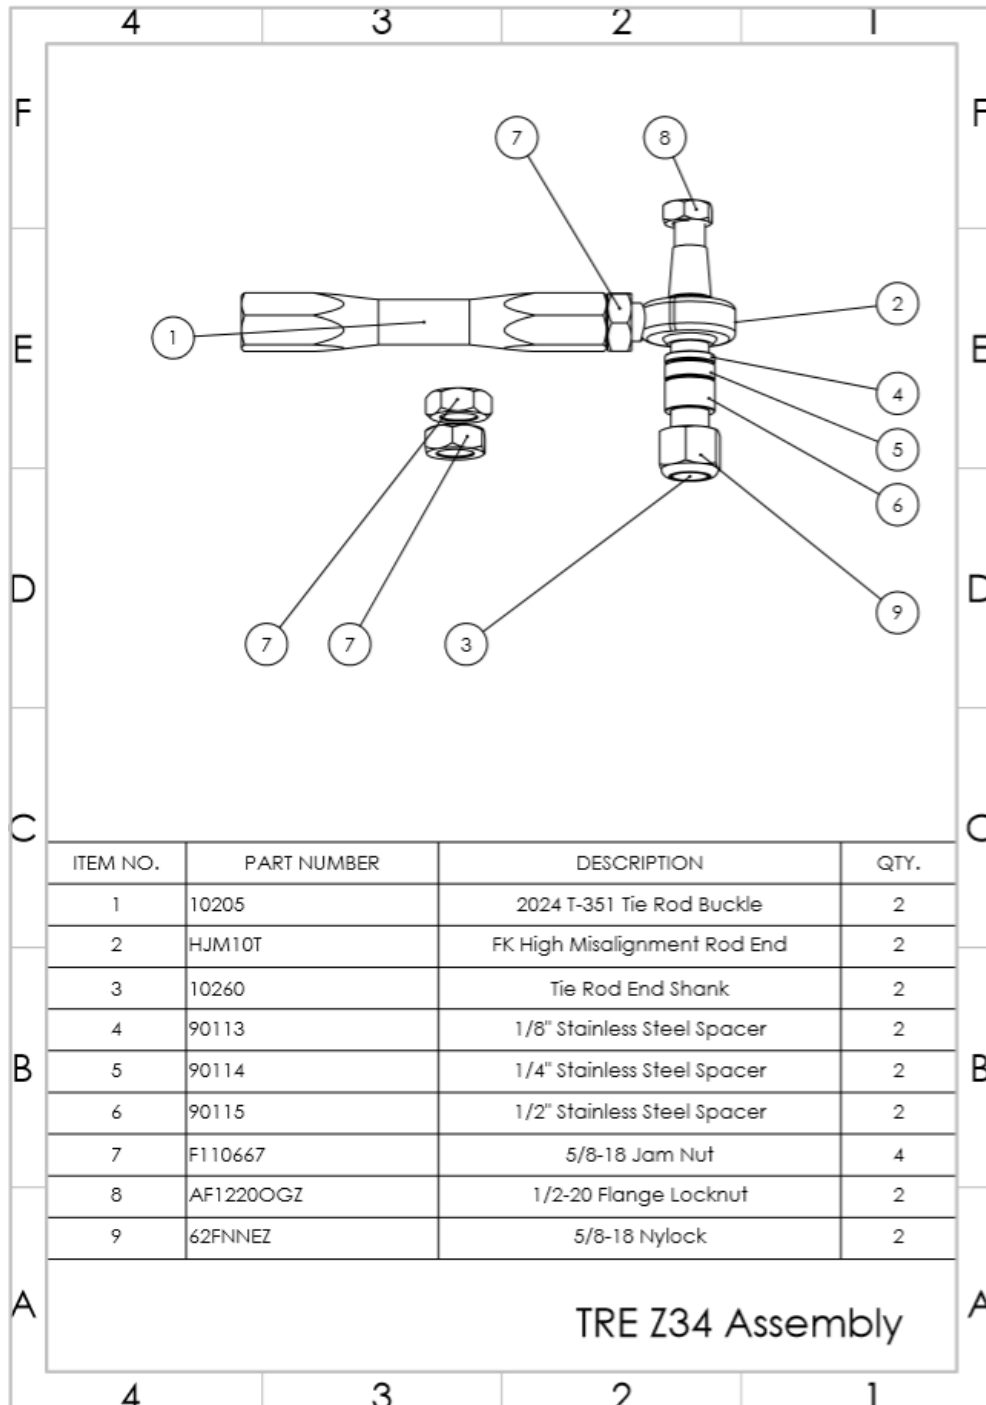 4 3 2 1
F F
7 8
2
1
E E
4
5
6
D D
9
7 7 3
C C
ITEM NO. PART NUMBER DESCRIPTION QTY.
1 10205 2024 T-351 Tie Rod Buckle 2
2 HJM10T FK High Misalignment Rod End 2
3 10260 Tie Rod End Shank 2
4 90113 1/8" Stainless Steel Spacer 2
5 90114 1/4" Stainless Steel Spacer 2
B B
6 90115 1/2" Stainless Steel Spacer 2
7 F110667 5/8-18 Jam Nut 4
8 AF1220OGZ 1/2-20 Flange Locknut 2
9 62FNNEZ 5/8-18 Nylock 2
A A
TRE Z34 Assembly
4 3 2 1